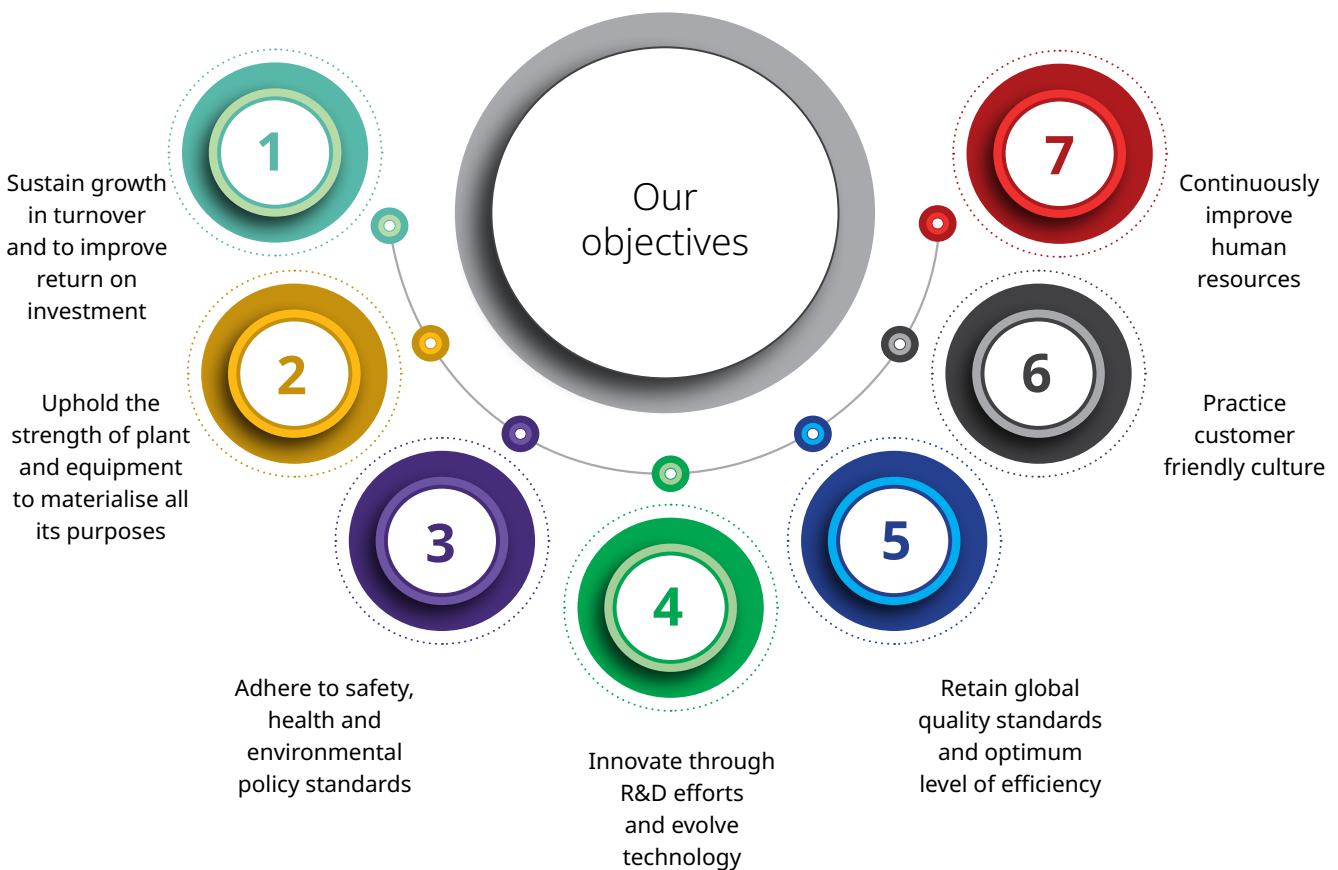 Our
objectives
1
Sustain growth
in turnover
and to improve
return on
investment
2
Uphold the
strength of plant
and equipment
to materialise all
its purposes
3
Adhere to safety,
health and
environmental
policy standards
4
Innovate through
R&D efforts
and evolve
technology
5
Retain global
quality standards
and optimum
level of efficiency
6
Practice
customer
friendly culture
7
Continuously
improve
human
resources